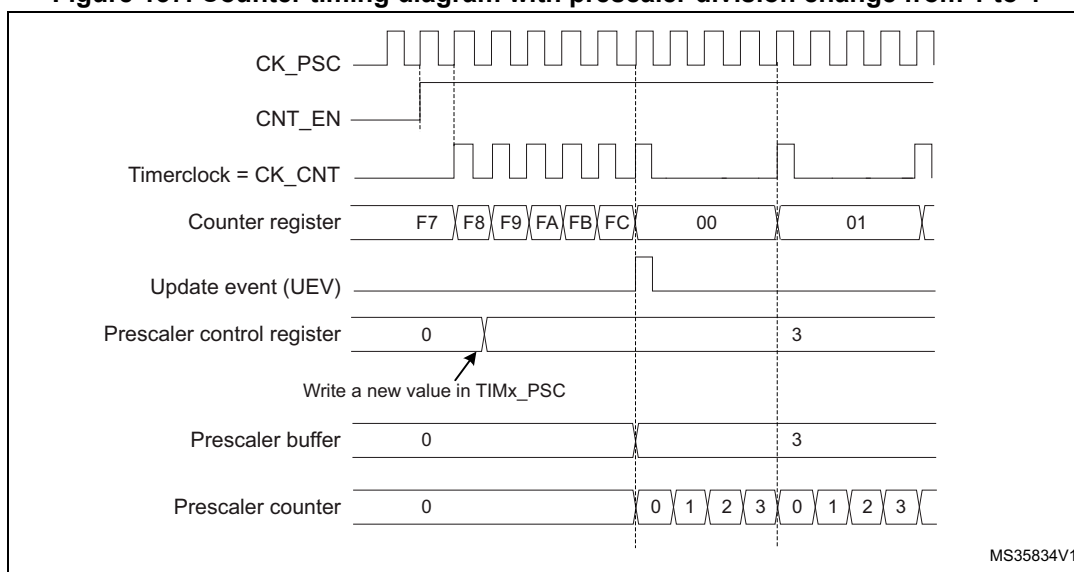 CK_PSC
CNT_EN
Timerclock = CK_CNT
Counter register F7 F8 F9 FA FB FC 00 01
Update event (UEV)
Prescaler control register 0 3
Write a new value in TIMx_PSC
Prescaler buffer 0 3
Prescaler counter 0 0 1 2 3 0 1 2 3
MS35834V1